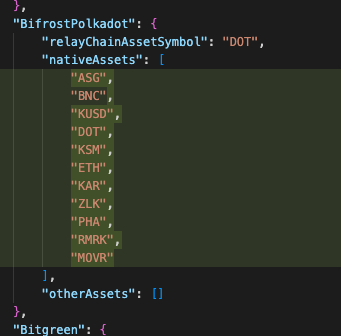 },
"BifrostPolkadot": {
"relayChainAssetSymbol": "DOT",
"nativeAssets": [
"ASG",
"BNC",
"KUSD",
"DOT",
"KSM",
"ETH",
"KAR",
"ZLK",
"PHA",
"RMRK",
"MOVR"
],
"otherAssets": []
},
"Bitgreen": {